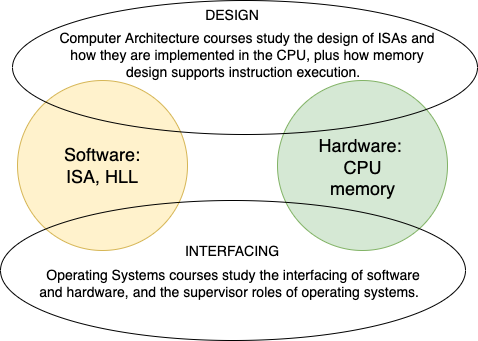 DESIGN
Computer Architecture courses study the design of ISAs and
how they are implemented in the CPU, plus how memory
design supports instruction execution.
Software:
ISA, HLL
Hardware:
CPU
memory
INTERFACING
Operating Systems courses study the interfacing of software
and hardware, and the supervisor roles of operating systems.